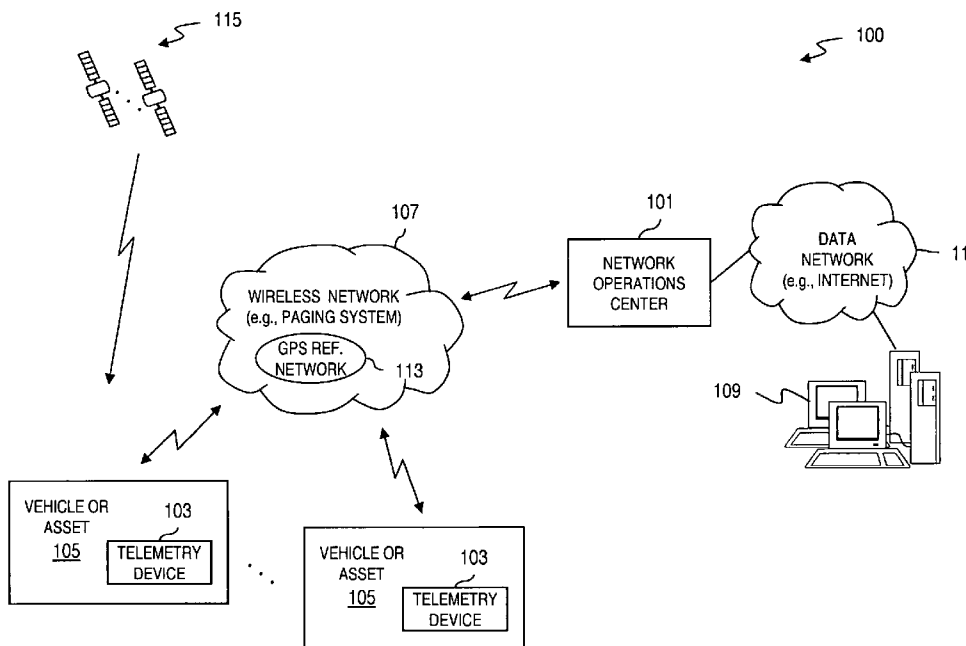 115
100
107
101
WIRELESS NETWORK
(e.g., PAGING SYSTEM)
GPS REF.
NETWORK
113
NETWORK
OPERATIONS
CENTER
DATA
NETWORK
(e.g., INTERNET)
11
109
VEHICLE OR
ASSET
105
103
TELEMETRY
DEVICE
VEHICLE OR
ASSET
105
103
TELEMETRY
DEVICE